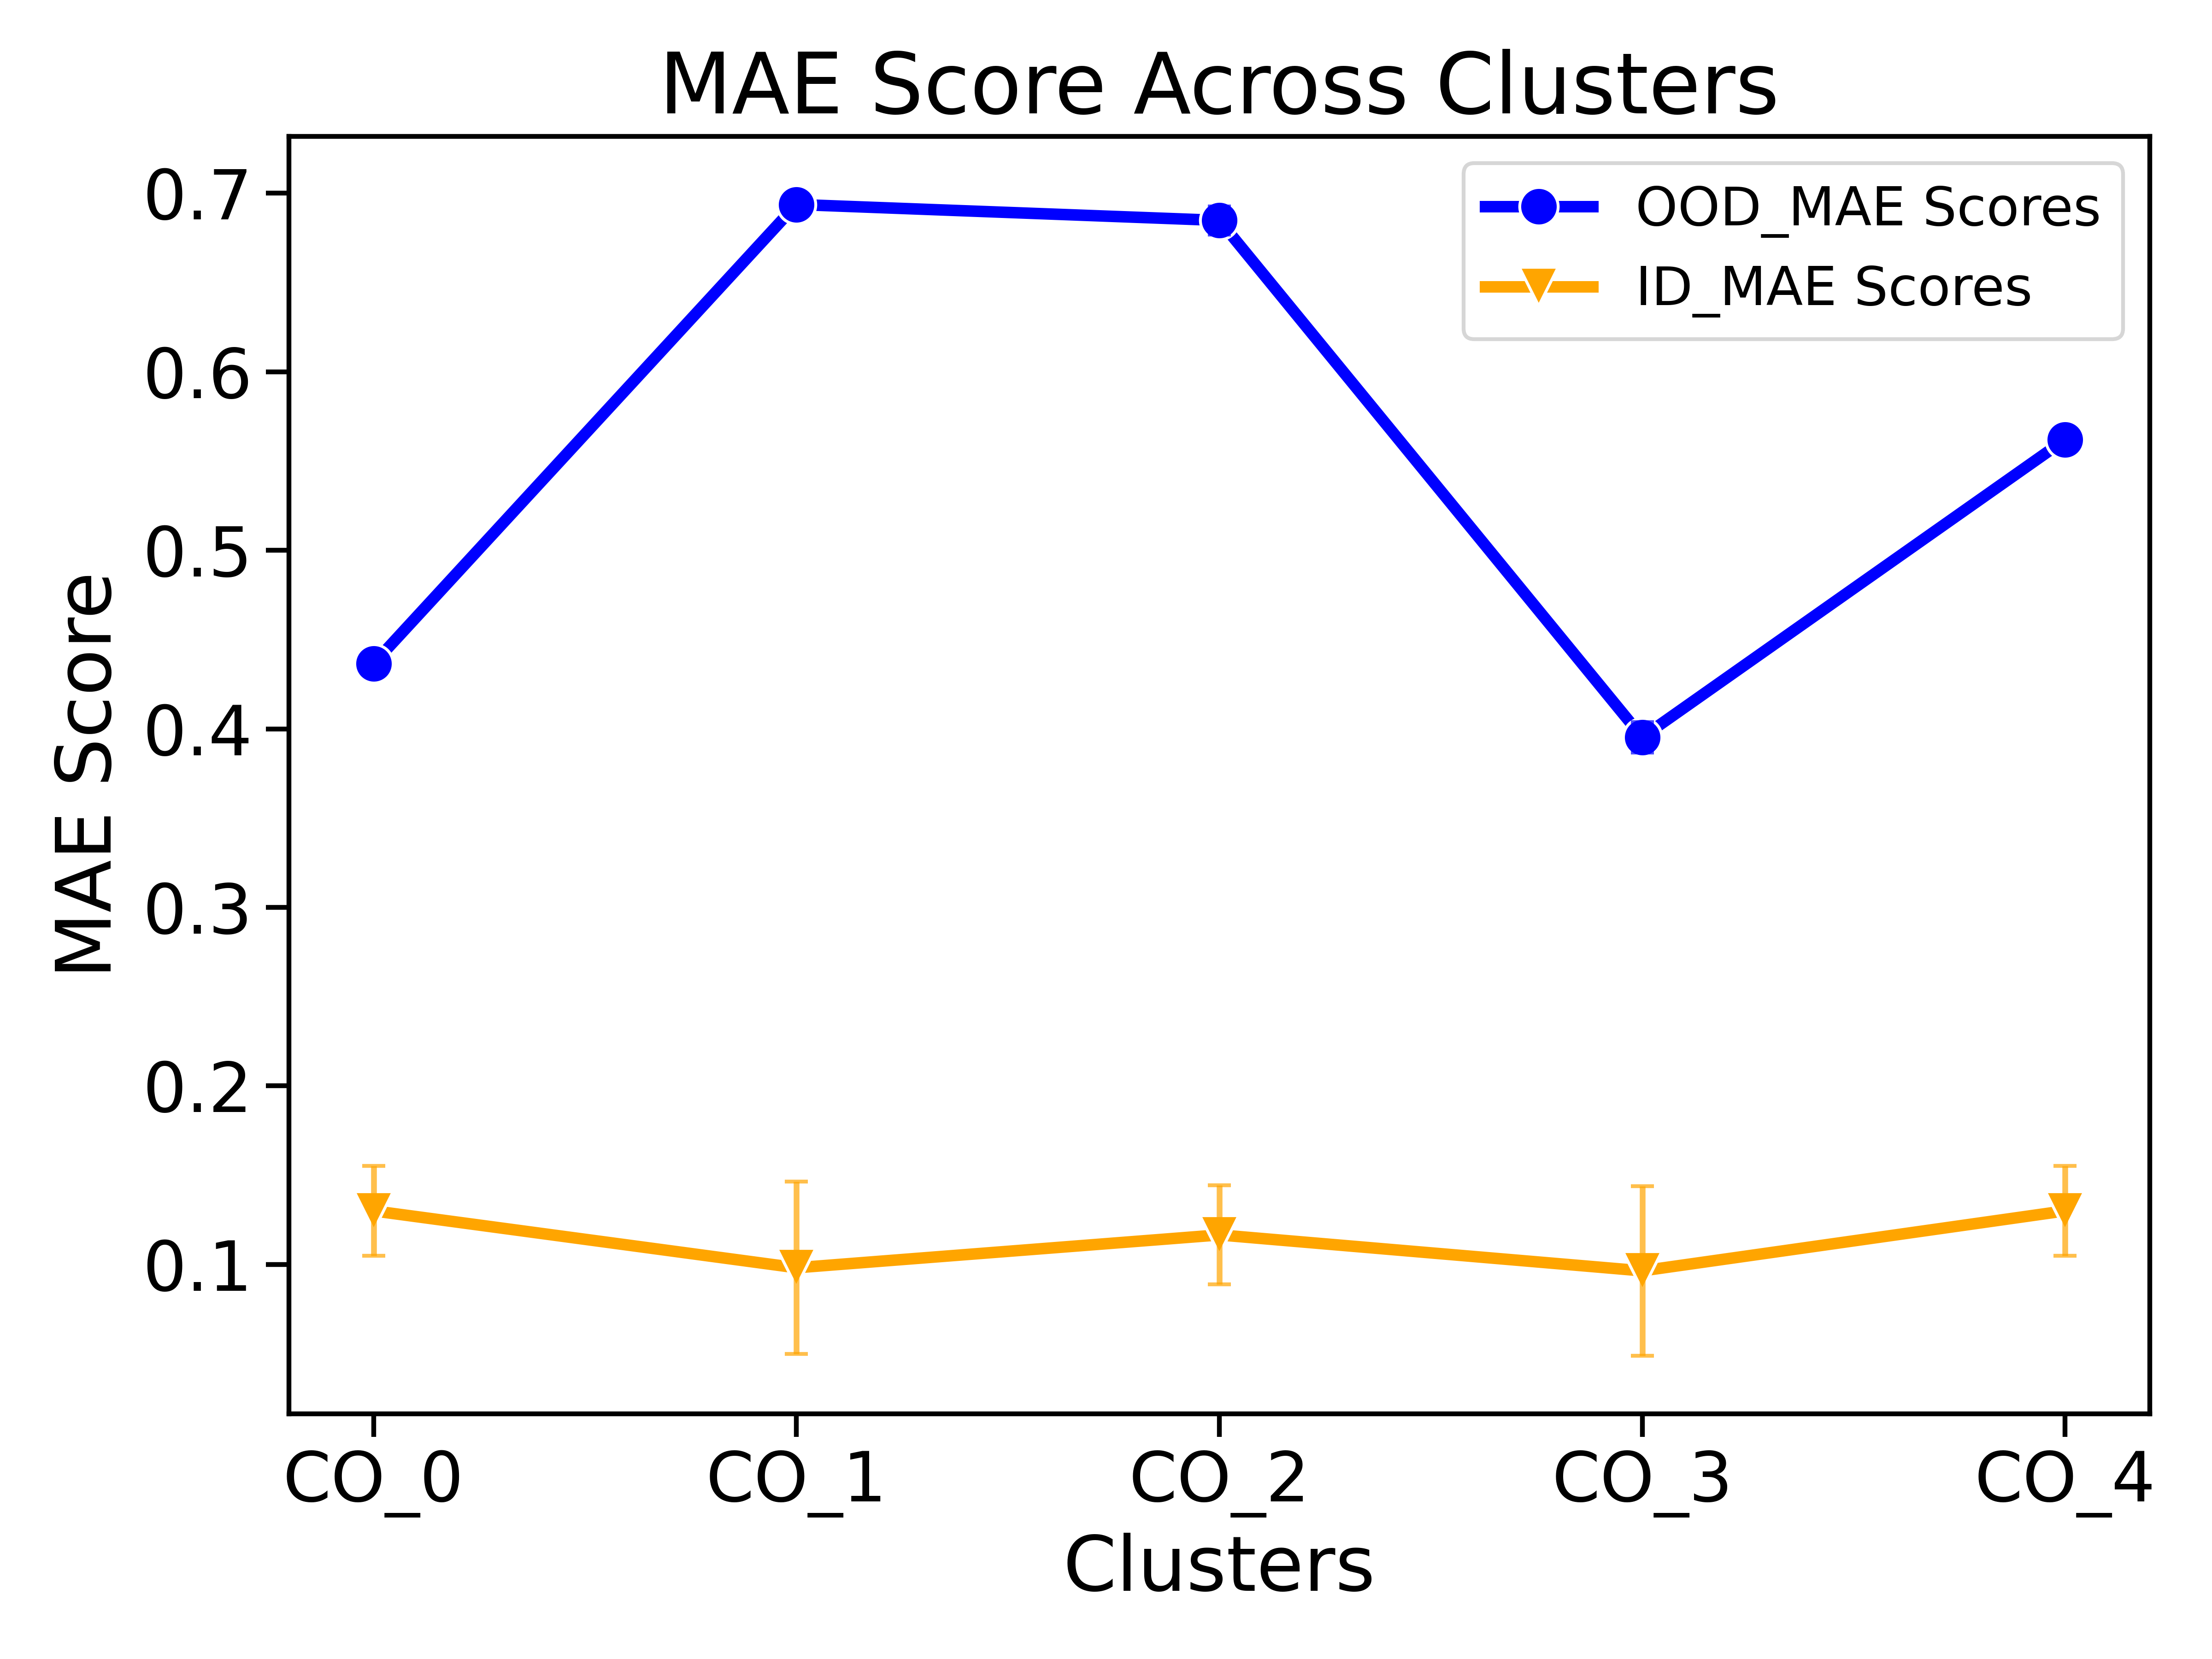 MAE Score Across Clusters
OOD_MAE Scores
ID_MAE Scores
MAE Score
0.7
0.6
0.5
0.4
0.3
0.2
0.1
CO_0 CO_1 CO_2 CO_3 CO_4
Clusters